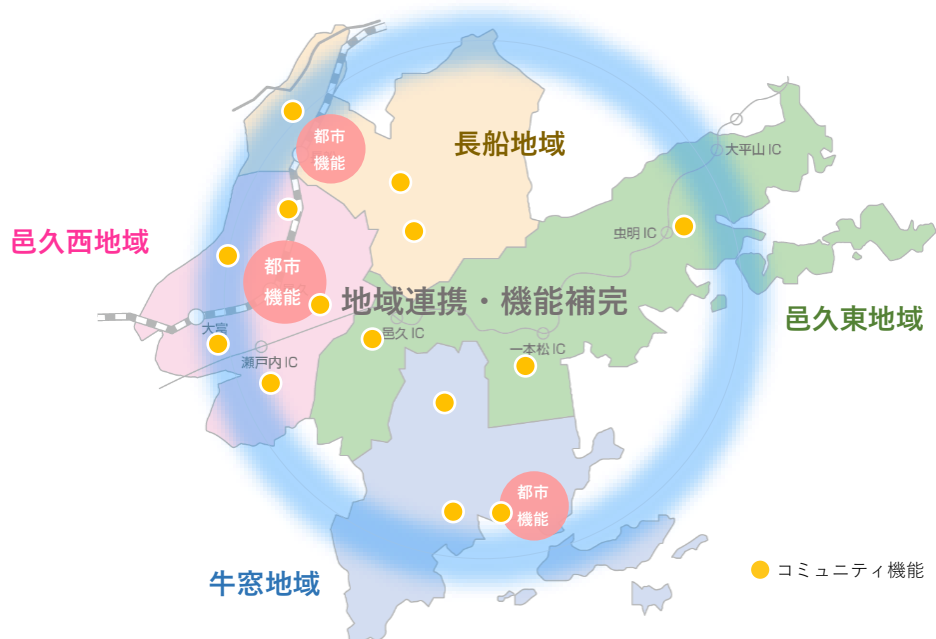 都市
機能
長船地域
大平山 IC
虫明 IC
邑久西地域
都市
機能
地域連携・機能補完
邑久東地域
大富
邑久 IC
一本松 IC
瀬戸内 IC
都市
機能
牛窓地域
コミュニティ機能